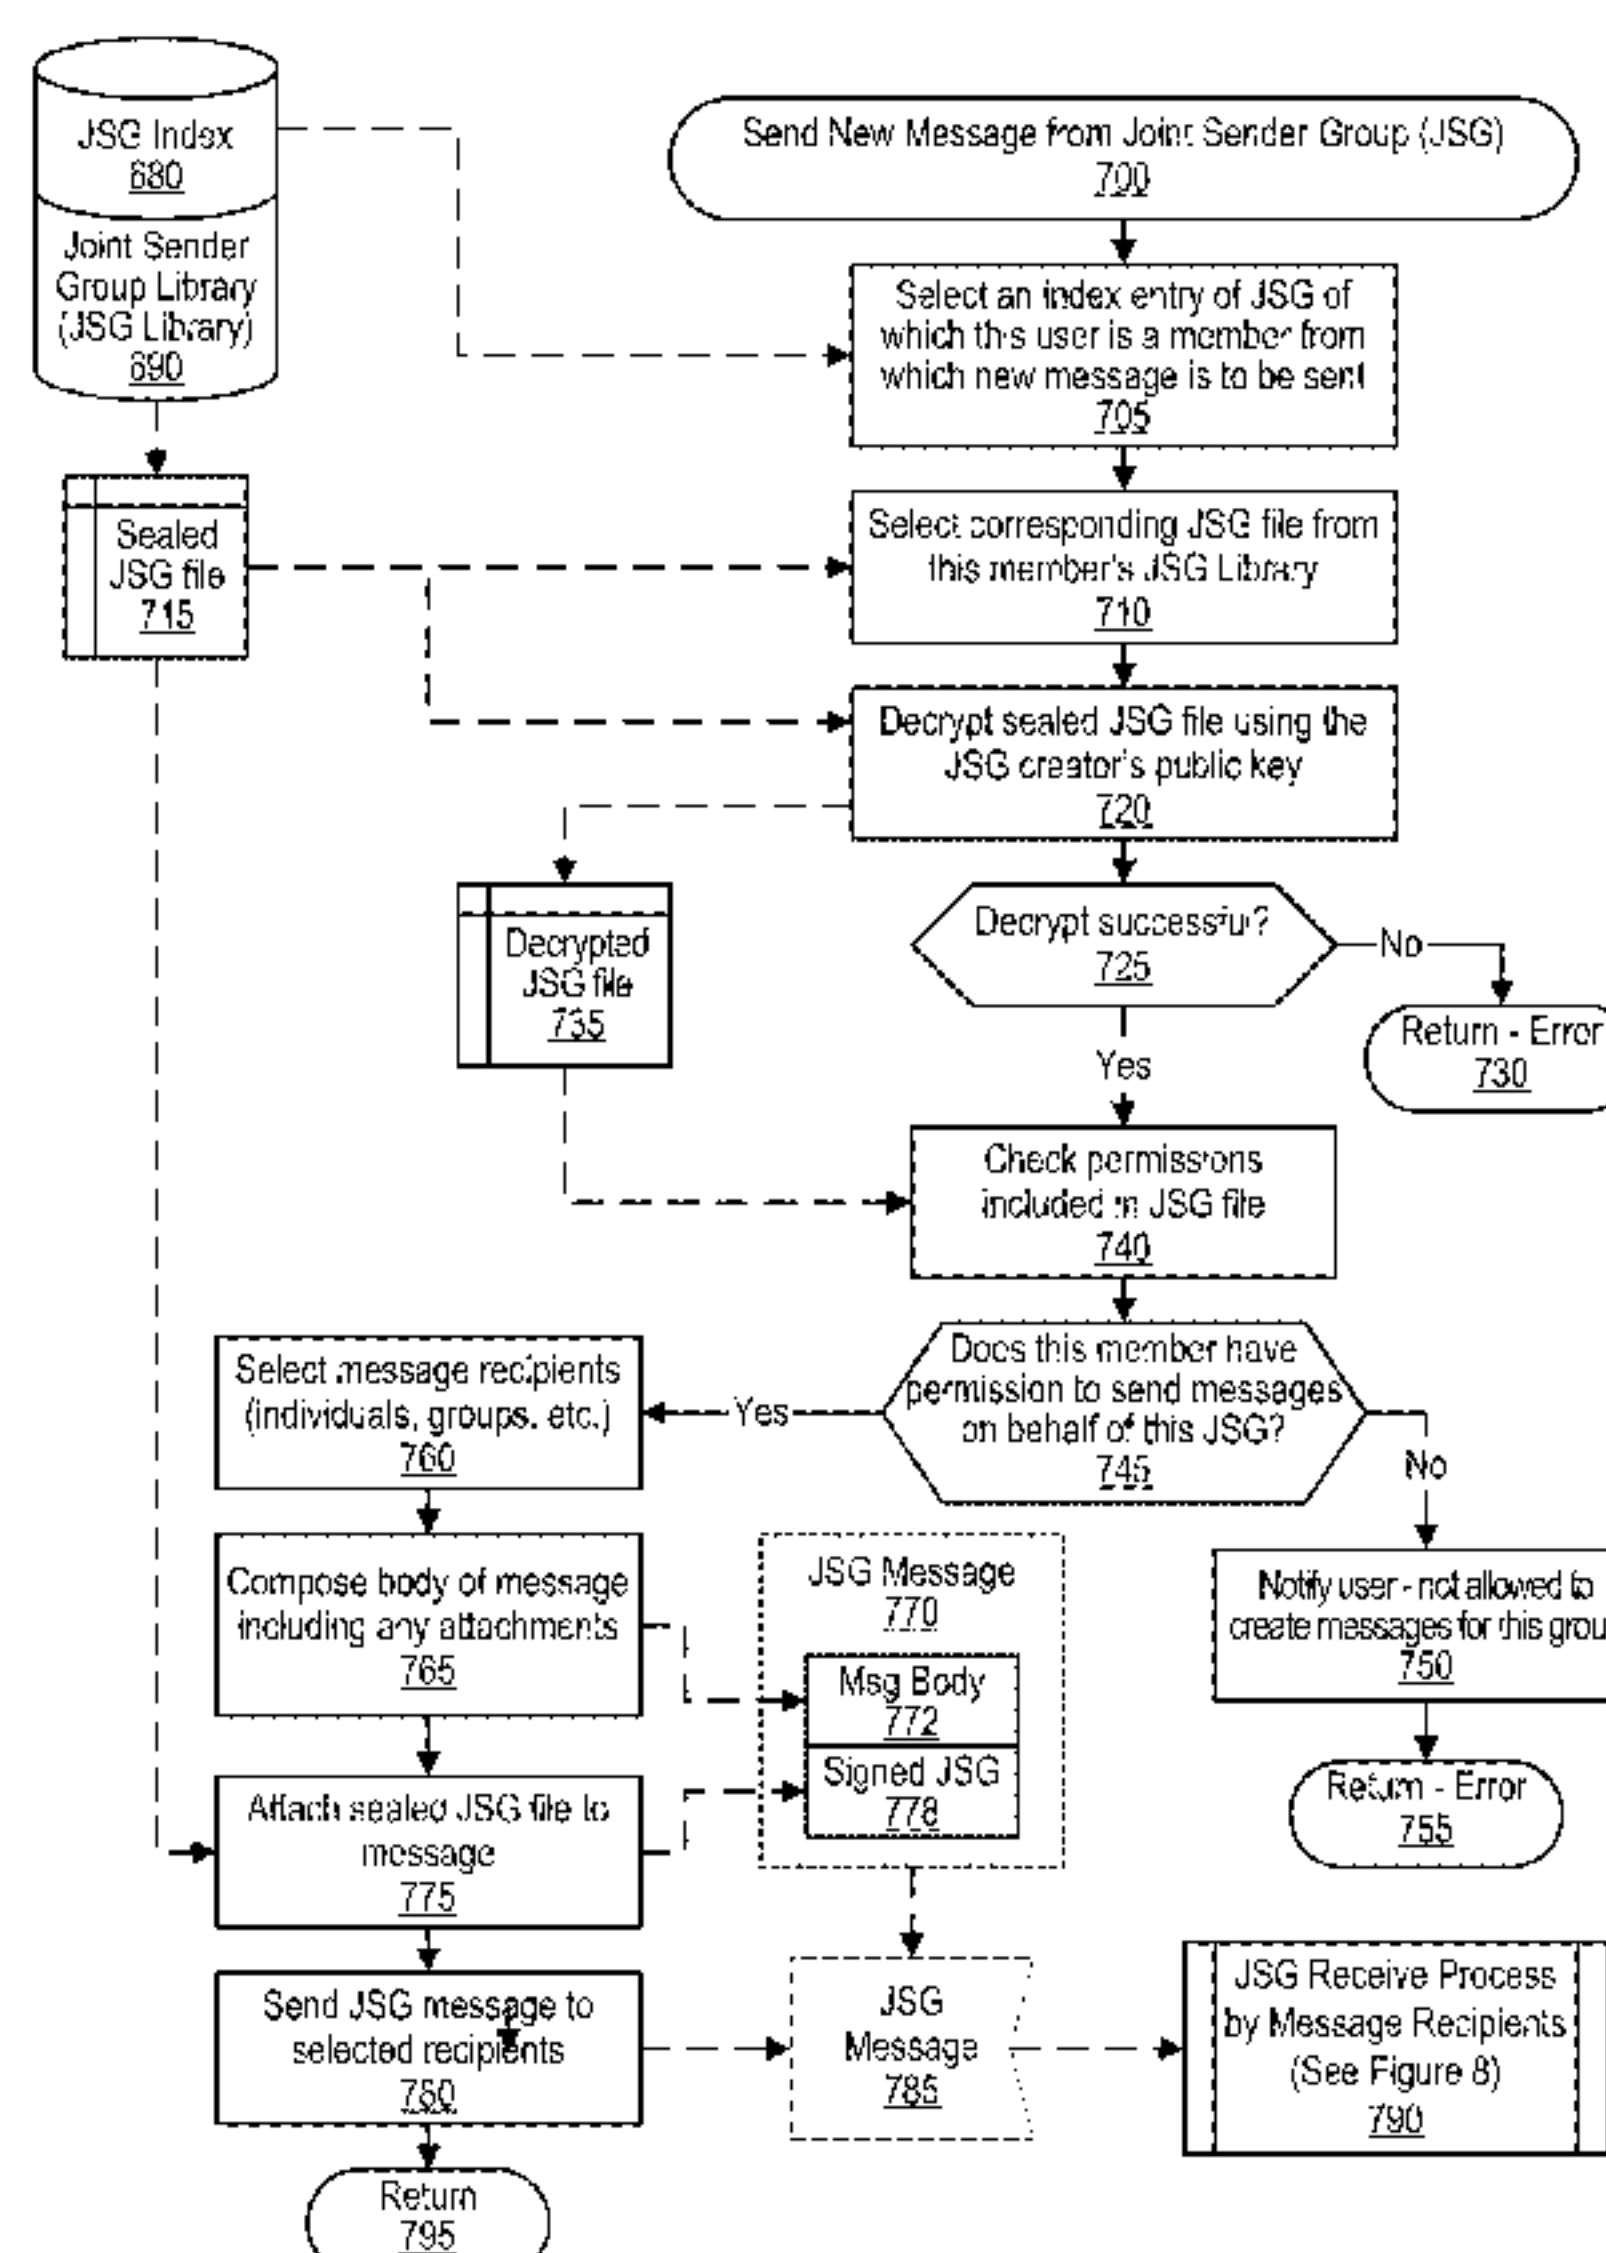 JSG Index
680
Joint Sender
Group Library
(JSG Library)
690
Send New Message from Joint Sender Group (JSG)
700
Select an index entry of JSG of
which this user is a member from
which new message is to be sent
705
Sealed
JSG file
715
Select corresponding JSG file from
this member's JSG Library
710
Decrypt sealed JSG file using the
JSG creator's public key
720
Decrypted
JSG file
735
Decrypt successful?
725
No
Return - Error
730
Yes
Check permissions
included in JSG file
740
Does this member have
permission to send messages
on behalf of this JSG?
745
Yes
No
Select message recipients
(individuals, groups, etc.)
760
Compose body of message
including any attachments
765
JSG Message
770
Msg Body
772
Signed JSG
778
Notify user - not allowed to
create messages for this grou
750
Return - Error
755
Attach sealed JSG file to
message
775
Send JSG message to
selected recipients
780
JSG
Message
785
JSG Receive Process
by Message Recipients
(See Figure 8)
790
Return
795